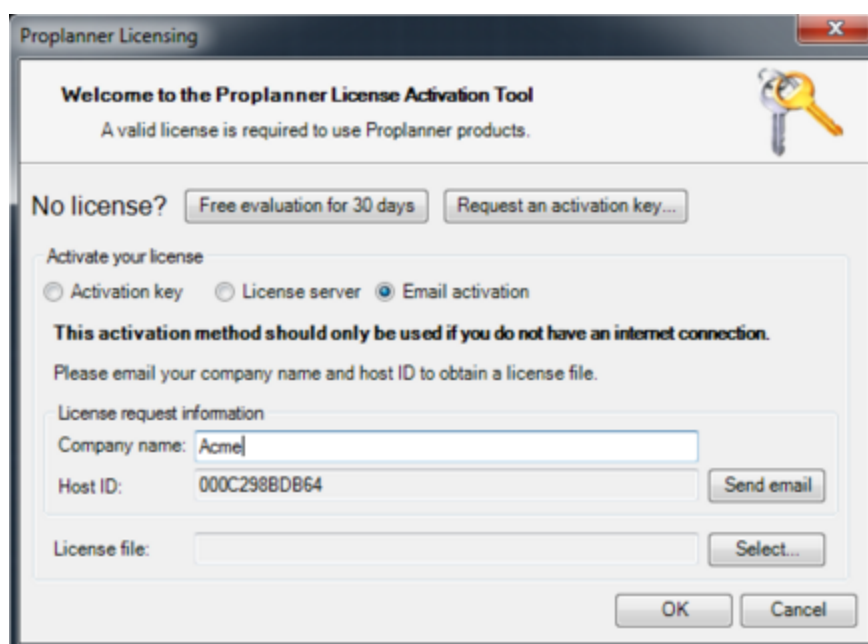 Proplanner Licensing
x
Welcome to the Proplanner License Activation Tool
A valid license is required to use Proplanner products.
No license? Free evaluation for 30 days Request an activation key...
Activate your license
Activation key License server Email activation
This activation method should only be used if you do not have an internet connection.
Please email your company name and host ID to obtain a license file.
License request information
Company name: Acme
Host ID: 000C298BDB64 Send email
License file: Select...
OK Cancel